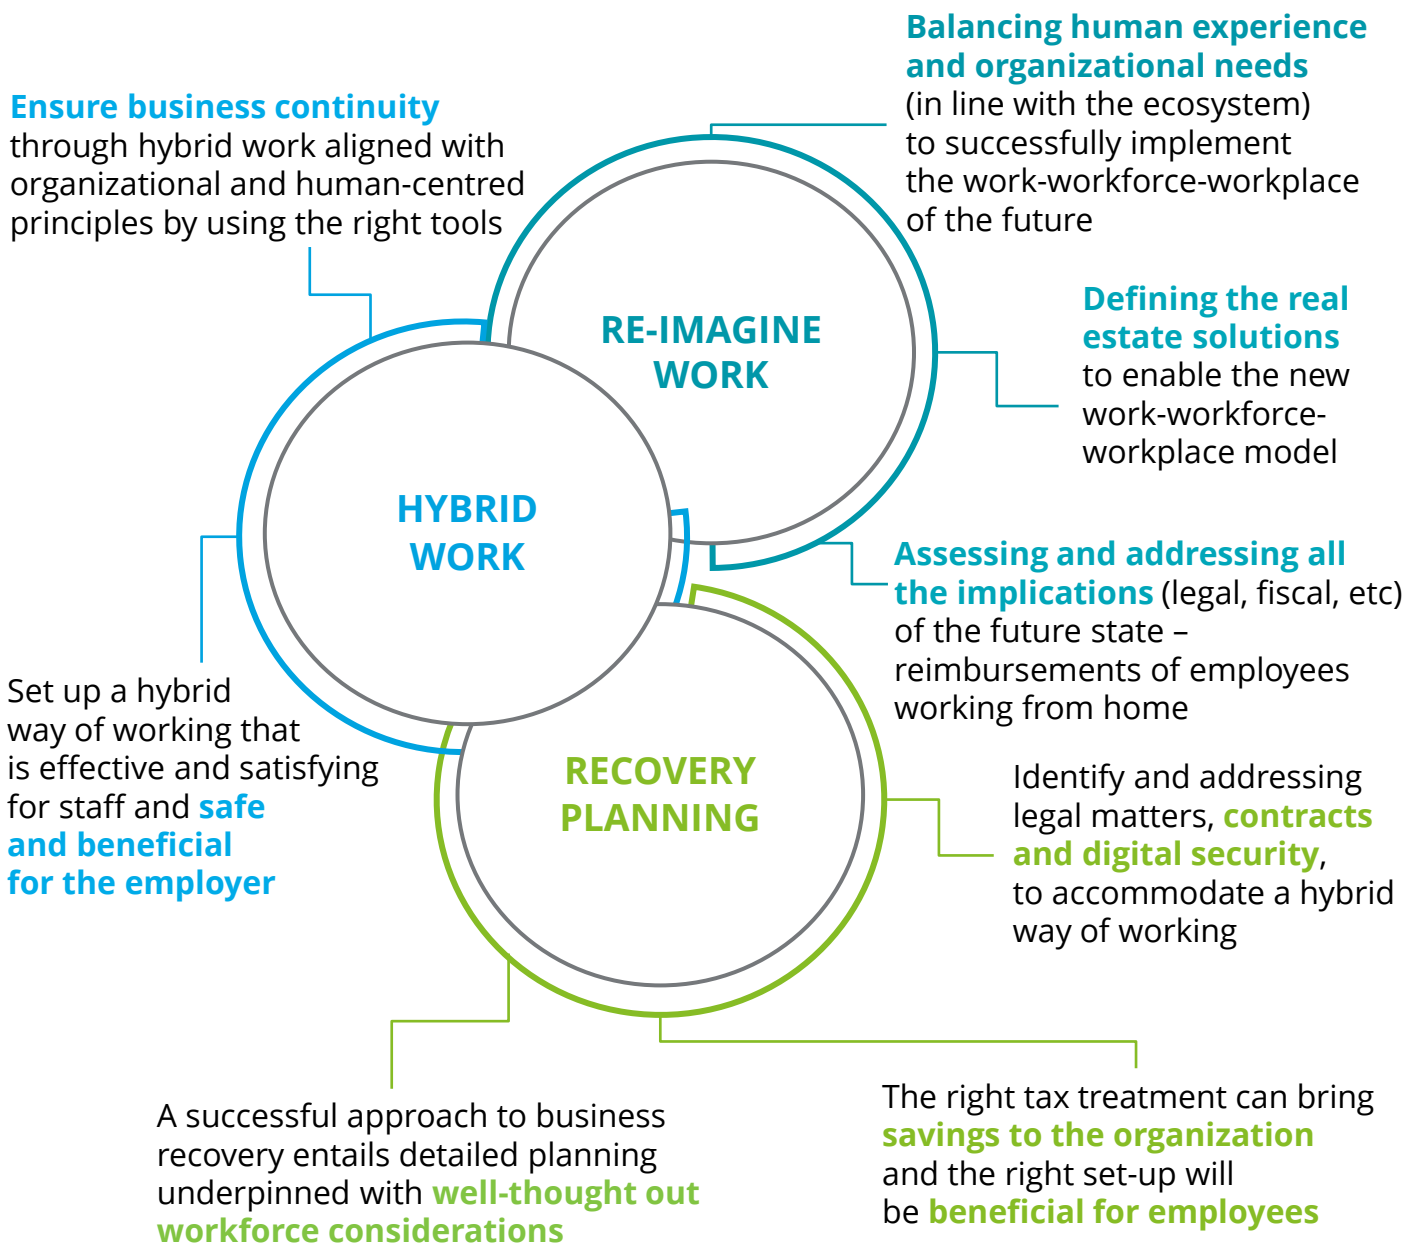 Balancing human experience
and organizational needs
(in line with the ecosystem)
to successfully implement
the work-workforce-workplace
of the future
Ensure business continuity
through hybrid work aligned with
organizational and human-centred
principles by using the right tools
RE-IMAGINE
WORK
Defining the real
estate solutions
to enable the new
work-workforce-
workplace model
HYBRID
WORK
Assessing and addressing all
the implications (legal, fiscal, etc)
of the future state –
reimbursements of employees
working from home
Set up a hybrid
way of working that
is effective and satisfying
for staff and safe
and beneficial
for the employer
RECOVERY
PLANNING
Identify and addressing
legal matters, contracts
and digital security,
to accommodate a hybrid
way of working
A successful approach to business
recovery entails detailed planning
underpinned with well-thought out
workforce considerations
The right tax treatment can bring
savings to the organization
and the right set-up will
be beneficial for employees